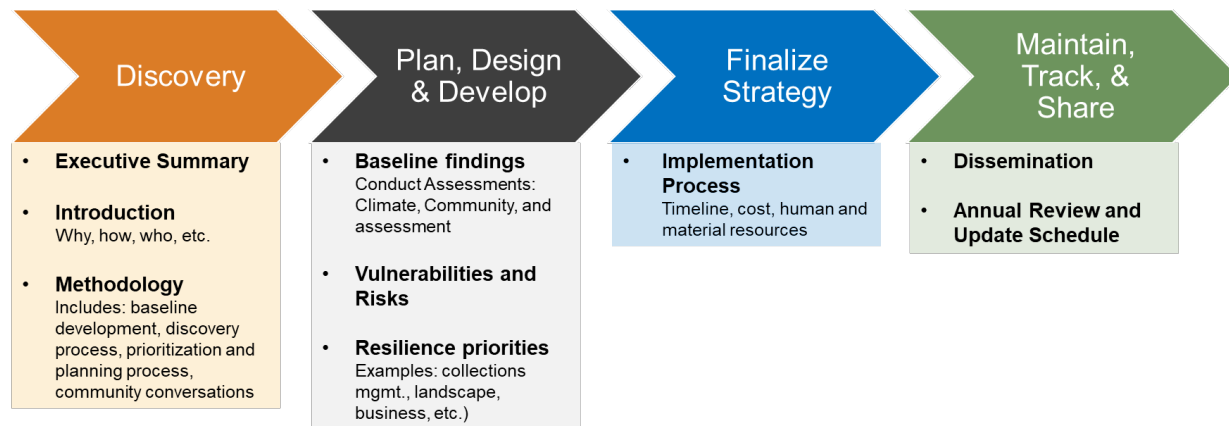 Discovery
• Executive Summary
• Introduction
Why, how, who, etc.
• Methodology
Includes: baseline
development, discovery
process, prioritization and
planning process,
community conversations
Plan, Design
& Develop
• Baseline findings
Conduct Assessments:
Climate, Community, and
assessment
• Vulnerabilities and
Risks
• Resilience priorities
Examples: collections
mgmt., landscape,
business, etc.)
Finalize
Strategy
• Implementation
Process
Timeline, cost, human and
material resources
Maintain,
Track, &
Share
• Dissemination
• Annual Review and
Update Schedule